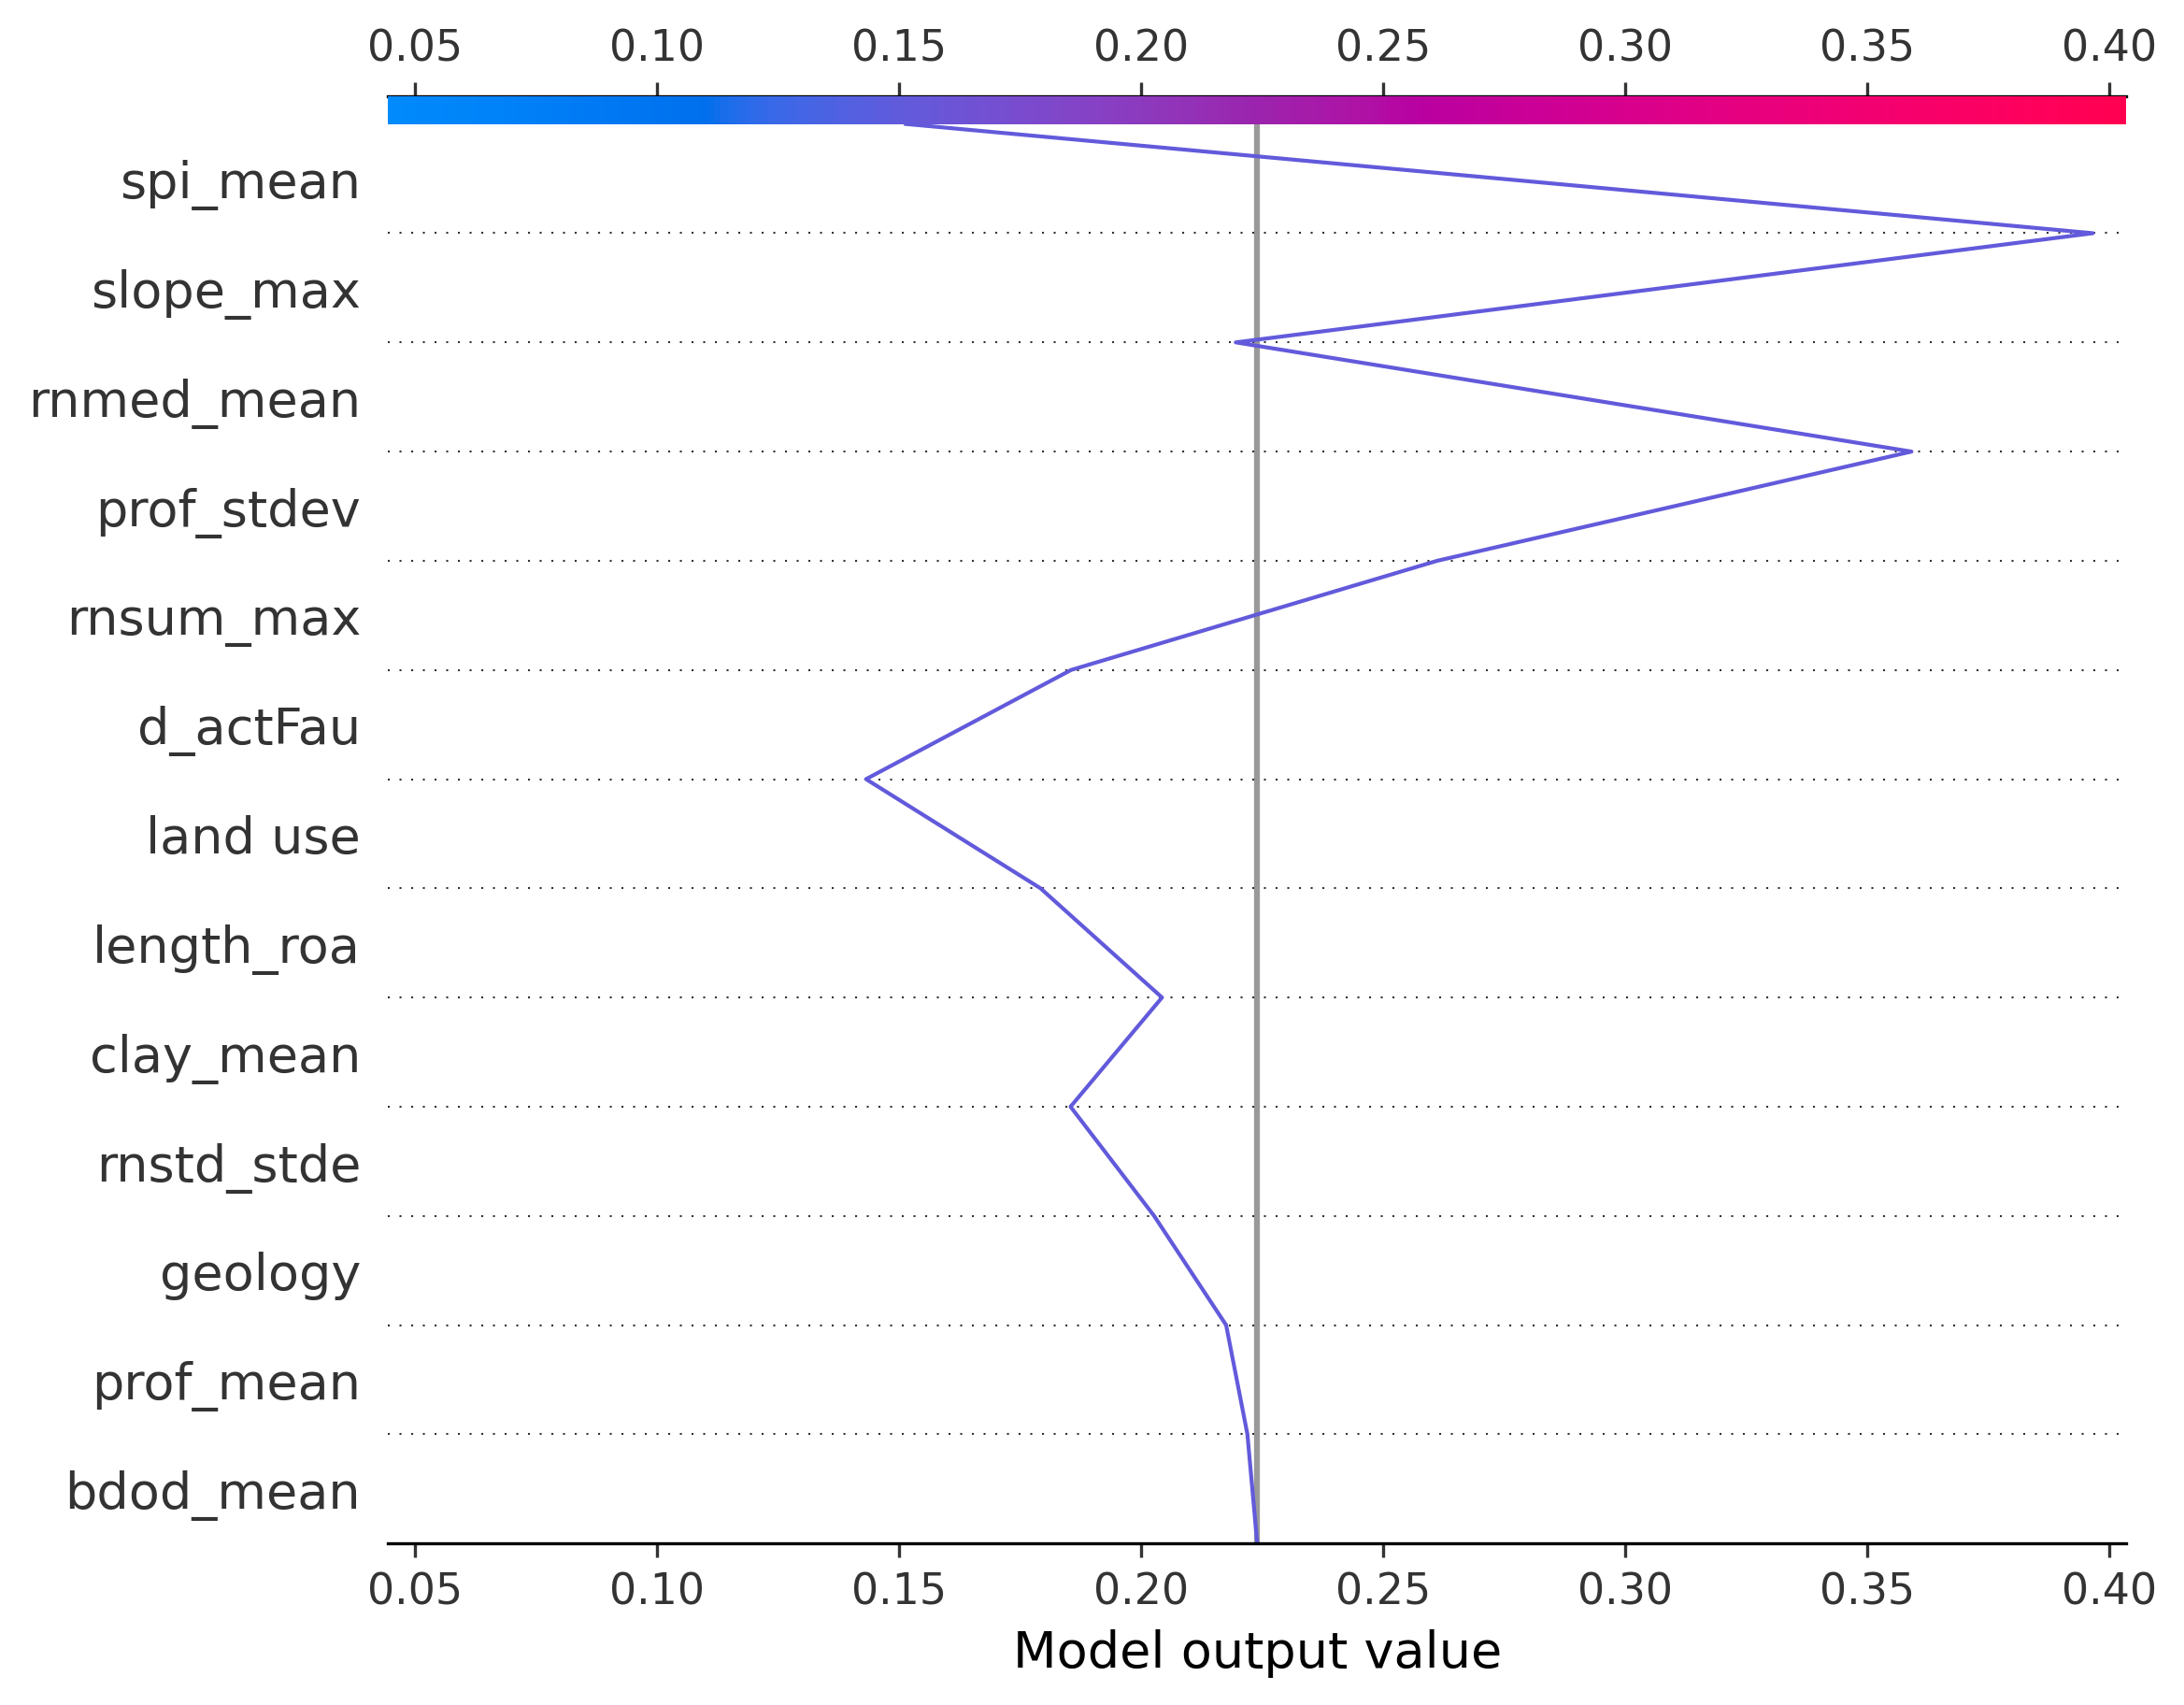 0.05 0.10 0.15 0.20 0.25 0.30 0.35 0.40
spi_mean
slope_max
rnmed_mean
prof_stdev
rnsum_max
d_actFau
land use
length_roa
clay_mean
rnstd_stde
geology
prof_mean
bdod_mean
0.05 0.10 0.15 0.20 0.25 0.30 0.35 0.40
Model output value